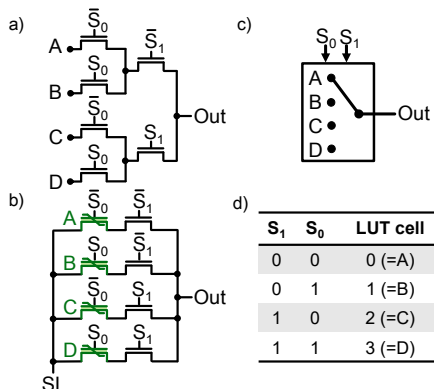 a)
S̅₀
A
S̅₁
S₀
B
S̅₀
C
S₁
S₀
D
Out
b)
S̅₀ S̅₁
A
S₀ S̅₁
B
Out
S̅₀ S₁
C
S₀ S₁
D
c)
S₀ S₁
A
B
C
D
Out
d)
S₁ S₀ LUT cell
0 0 0 (=A)
0 1 1 (=B)
1 0 2 (=C)
1 1 3 (=D)